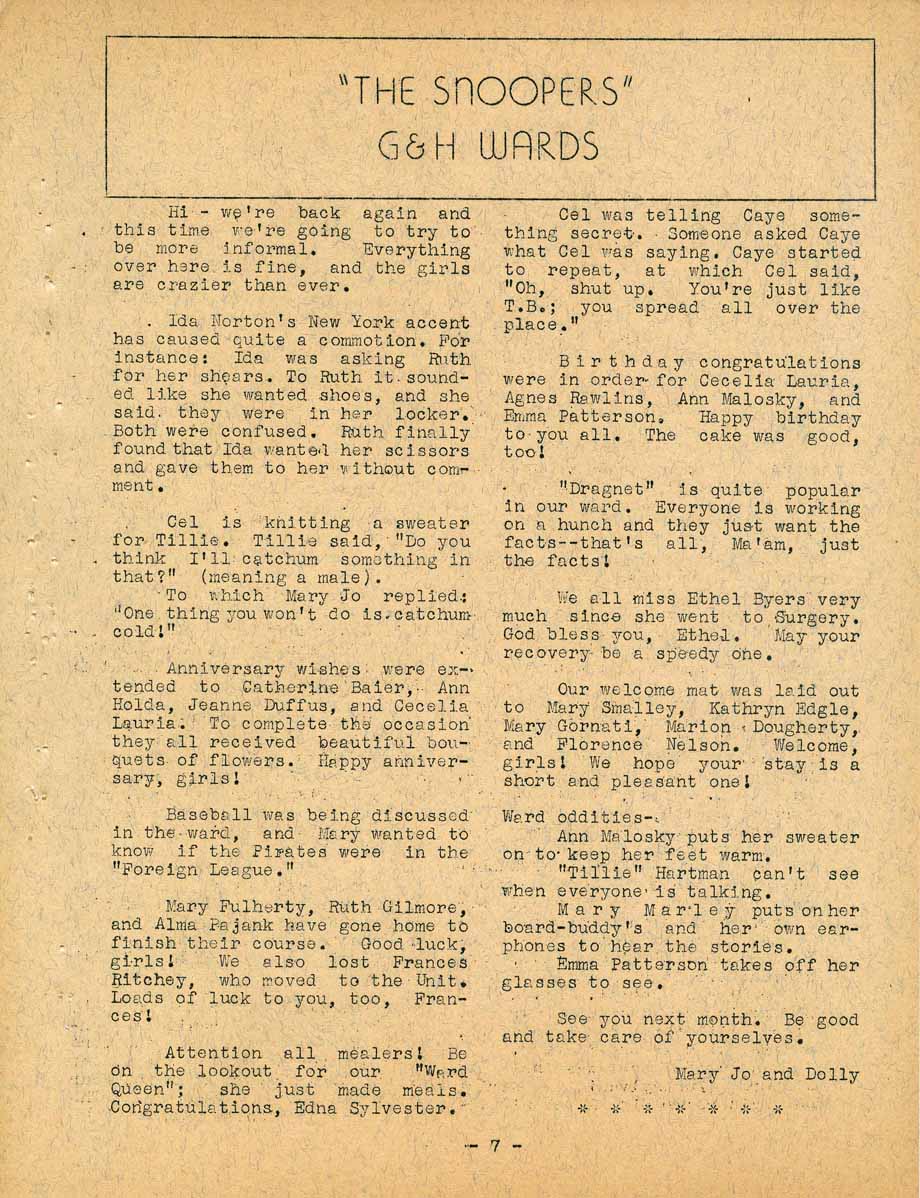 "THE SNOOPERS"
G&H WARDS
Hi - we're back again and
this time we're going to try to
be more informal. Everything
over here is fine, and the girls
are crazier than ever.
Ida Norton's New York accent
has caused quite a commotion. For
instance: Ida was asking Ruth
for her shears. To Ruth it sound-
ed like she wanted shoes, and she
said they were in her locker.
Both were confused. Ruth finally
found that Ida wanted her scissors
and gave them to her without com-
ment.
Cel is knitting a sweater
for Tillie. Tillie said, "Do you
think I'll catchum something in
that?" (meaning a male).
To which Mary Jo replied:
"One thing you won't do is catchum
cold!"
Anniversary wishes were ex-
tended to Catherine Baier, Ann
Holda, Jeanne Duffus, and Cecelia
Lauria. To complete the occasion
they all received beautiful bou-
quets of flowers. Happy anniver-
sary, girls!
Baseball was being discussed
in the ward, and Mary wanted to
know if the Pirates were in the
"Foreign League."
Mary Fulherty, Ruth Gilmore,
and Alma Pajank have gone home to
finish their course. Good luck,
girls! We also lost Frances
Ritchey, who moved to the Unit.
Loads of luck to you, too, Fran-
ces!
Attention all mealers! Be
on the lookout for our "Ward
Queen"; she just made meals.
Congratulations, Edna Sylvester.
Cel was telling Caye some-
thing secret. Someone asked Caye
what Cel was saying. Caye started
to repeat, at which Cel said,
"Oh, shut up. You're just like
T.B.; you spread all over the
place."
Birthday congratulations
were in order for Cecelia Lauria,
Agnes Rawlins, Ann Malosky, and
Emma Patterson. Happy birthday
to you all. The cake was good,
too!
"Dragnet" is quite popular
in our ward. Everyone is working
on a hunch and they just want the
facts--that's all, Ma'am, just
the facts!
We all miss Ethel Byers very
much since she went to Surgery.
God bless you, Ethel. May your
recovery be a speedy one.
Our welcome mat was laid out
to Mary Smalley, Kathryn Edgle,
Mary Gornati, Marion Dougherty,
and Florence Nelson. Welcome,
girls! We hope your stay is a
short and pleasant one!
Ward oddities-
Ann Malosky puts her sweater
on to keep her feet warm.
"Tillie" Hartman can't see
when everyone is talking.
Mary Marley puts on her
board-buddy's and her own ear-
phones to hear the stories.
Emma Patterson takes off her
glasses to see.
See you next month. Be good
and take care of yourselves.
Mary Jo and Dolly
* * * * * * *
- 7 -